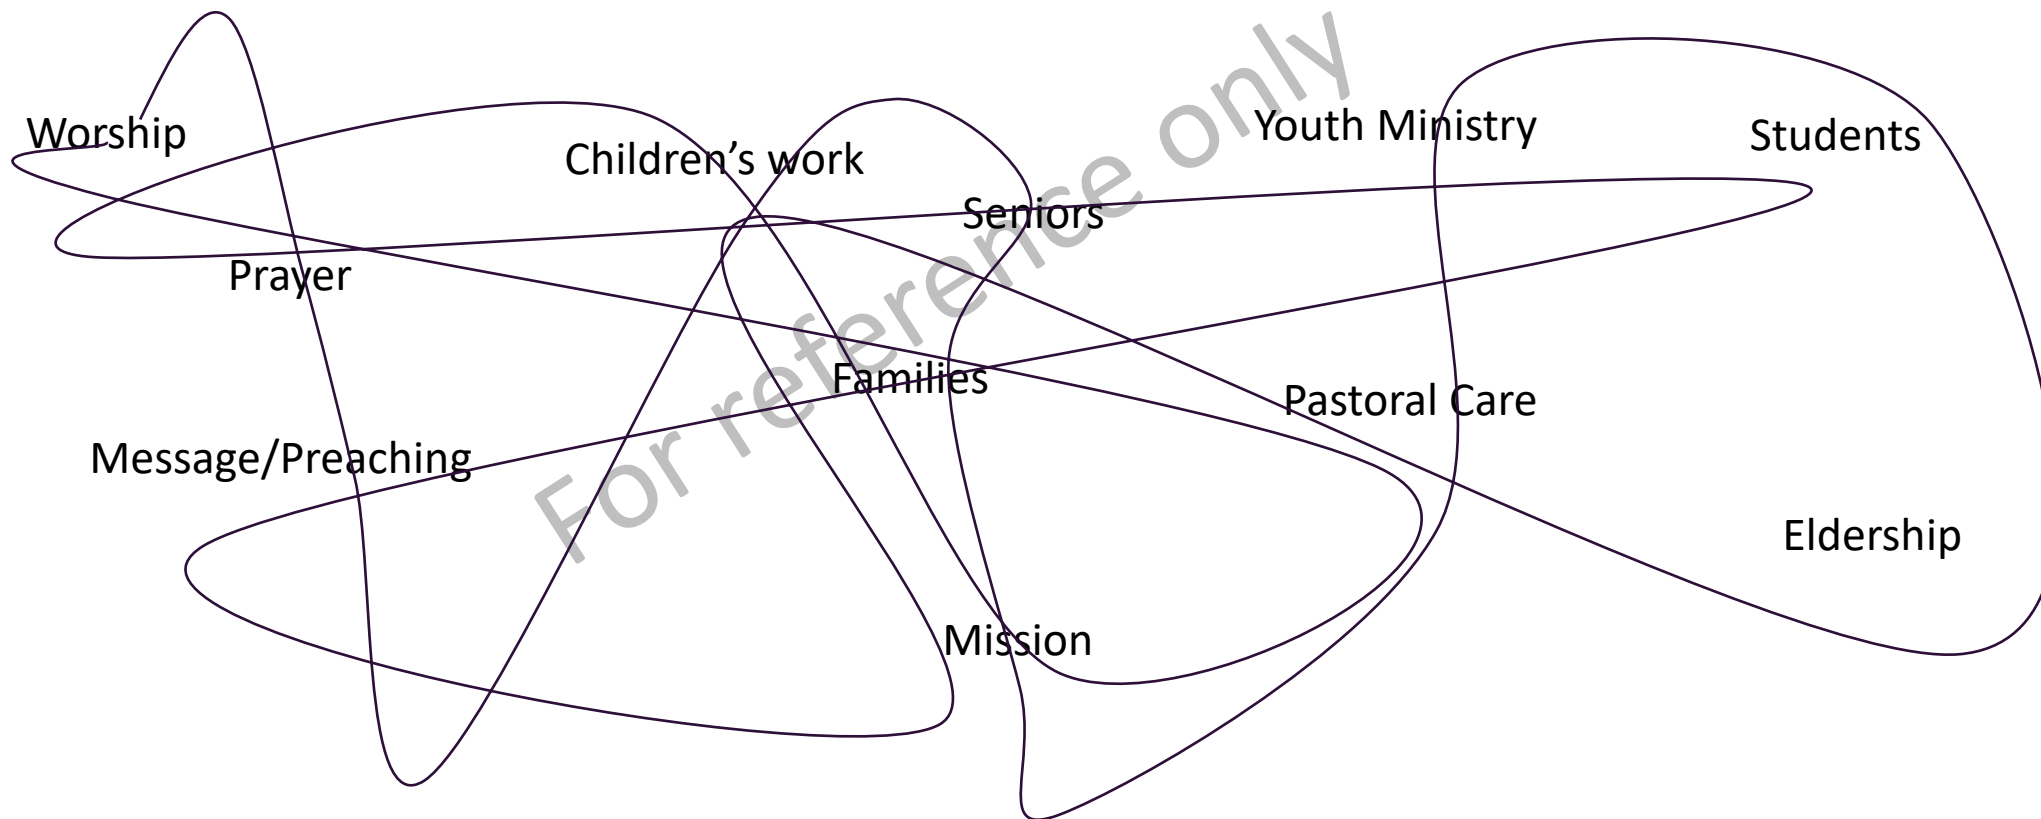 Worship
Children’s work
Youth Ministry
Students
Seniors
Prayer
Families
Pastoral Care
Message/Preaching
Eldership
Mission
For reference only